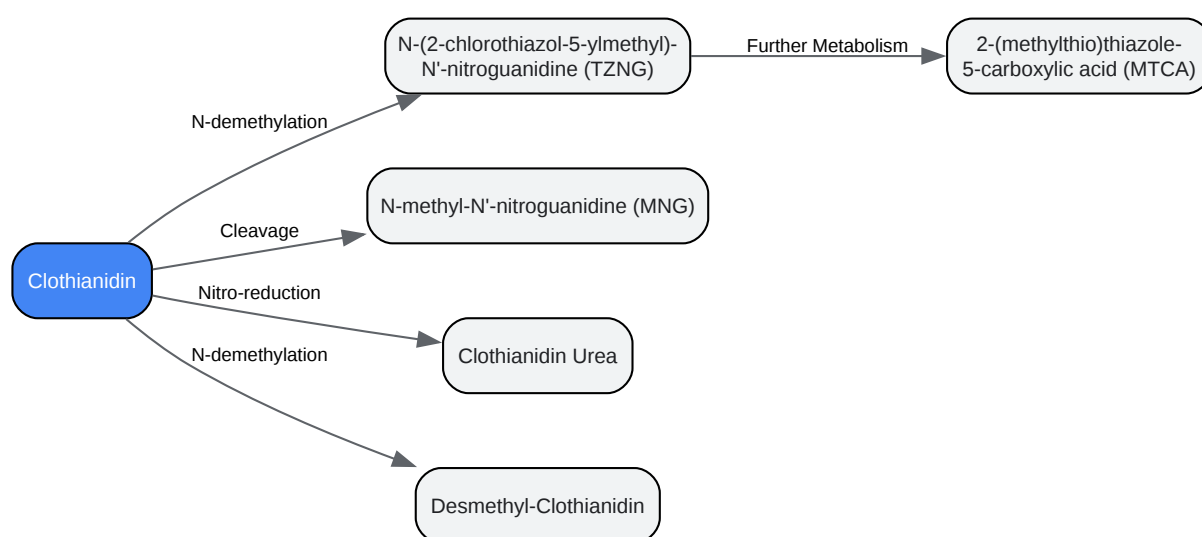 N-(2-chlorothiazol-5-ylmethyl)-
N'-nitroguanidine (TZNG)
Further Metabolism
2-(methylthio)thiazole-
5-carboxylic acid (MTCA)
N-demethylation
N-methyl-N'-nitroguanidine (MNG)
Cleavage
Clothianidin
Nitro-reduction
Clothianidin Urea
N-demethylation
Desmethyl-Clothianidin